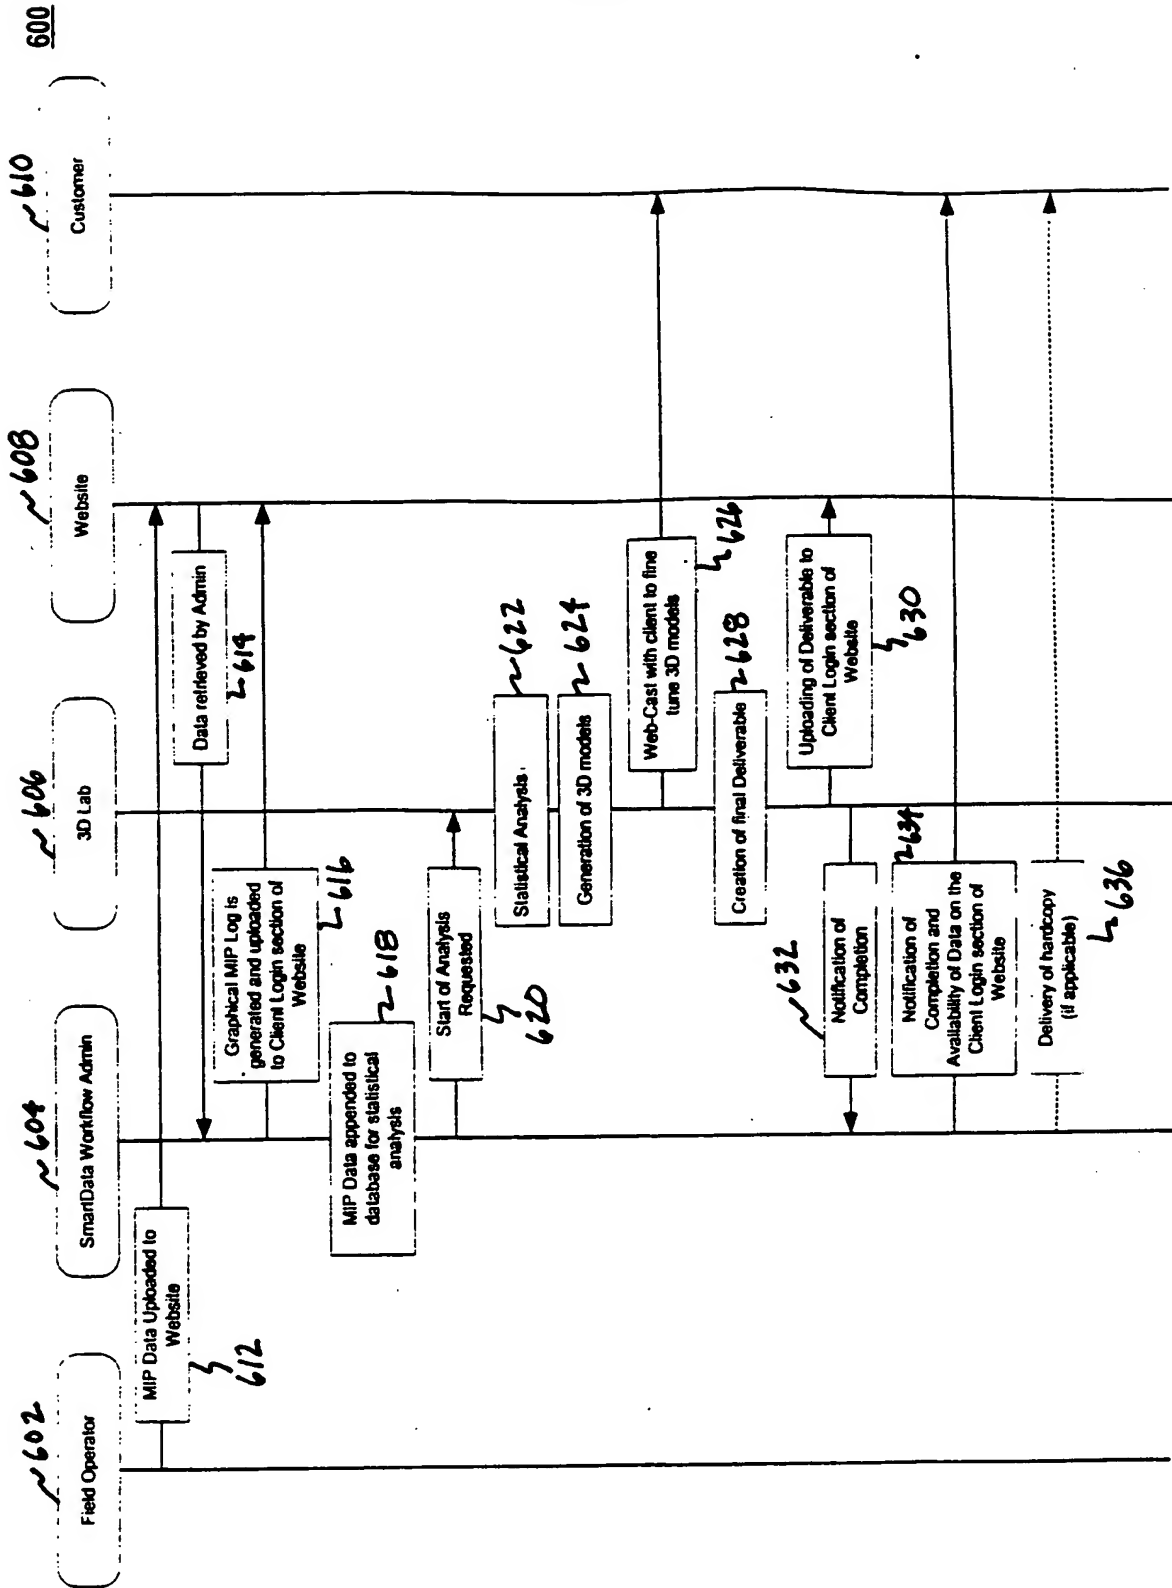 600
602
Field Operator
604
SmartData Workflow Admin
606
3D Lab
608
Website
610
Customer
MIP Data Uploaded to
Website
612
Data retrieved by Admin
614
Graphical MIP Log is
generated and uploaded
to Client Login section of
Website
616
MIP Data appended to
database for statistical
analysis
618
Start of Analysis
Requested
620
Statistical Analysis
622
Generation of 3D models
624
Web-Cast with client to fine
tune 3D models
626
Creation of final Deliverable
628
Uploading of Deliverable to
Client Login section of
Website
630
Notification of
Completion
632
Notification of
Completion and
Availability of Data on the
Client Login section of
Website
634
Delivery of hardcopy
(if applicable)
636